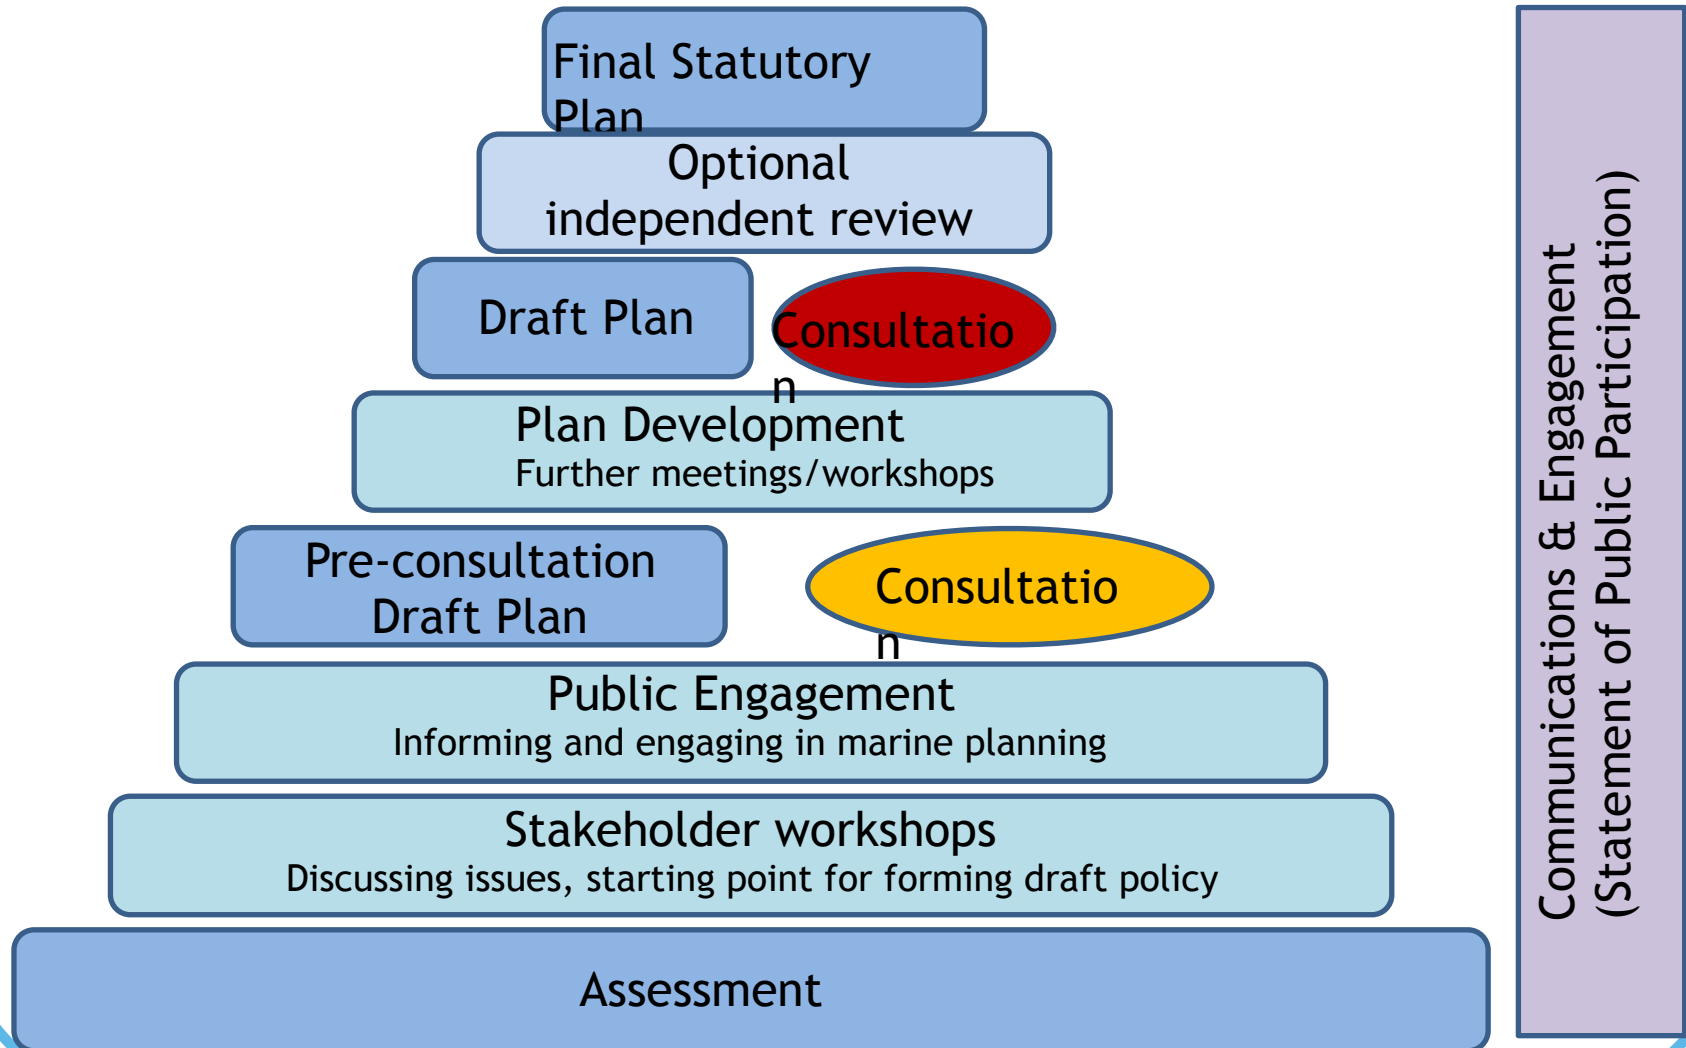 Final Statutory
Plan
Optional
independent review
Draft Plan
Consultatio
n
Plan Development
Further meetings/workshops
Pre-consultation
Draft Plan
Consultatio
n
Public Engagement
Informing and engaging in marine planning
Stakeholder workshops
Discussing issues, starting point for forming draft policy
Assessment
Communications & Engagement
(Statement of Public Participation)